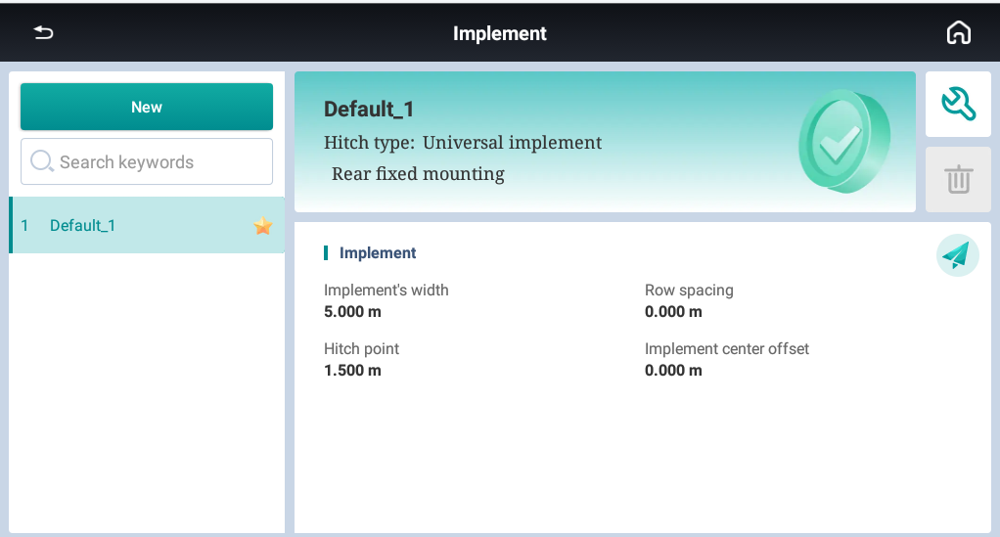 Implement
New
Search keywords
1 Default_1
Default_1
Hitch type: Universal implement
Rear fixed mounting
Implement
Implement's width
5.000 m
Row spacing
0.000 m
Hitch point
1.500 m
Implement center offset
0.000 m